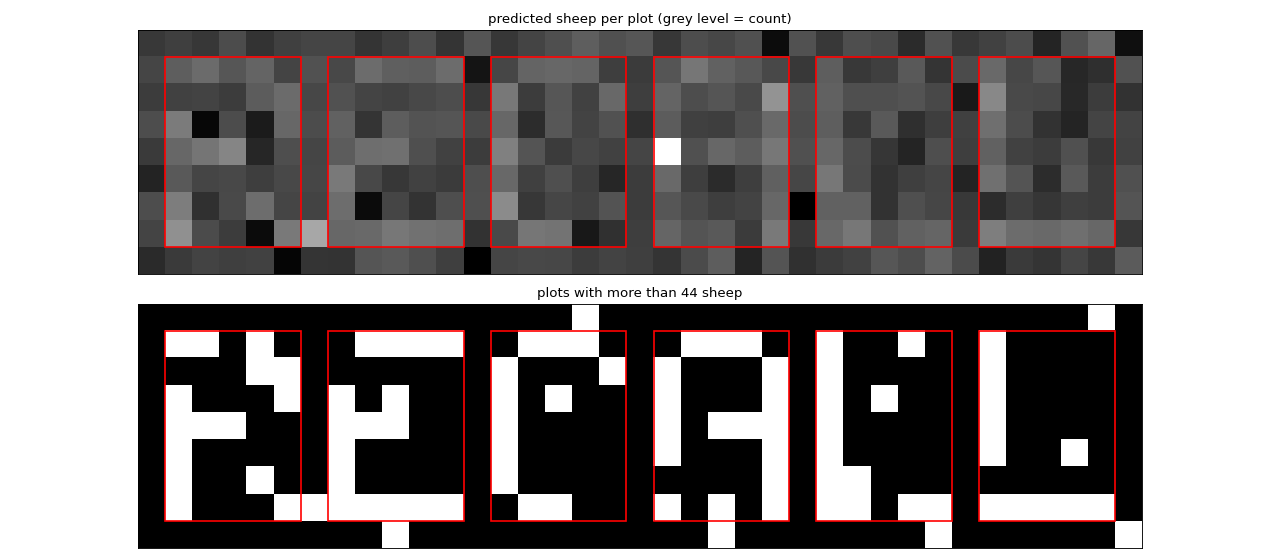 predicted sheep per plot (grey level = count)
plots with more than 44 sheep
RECALL